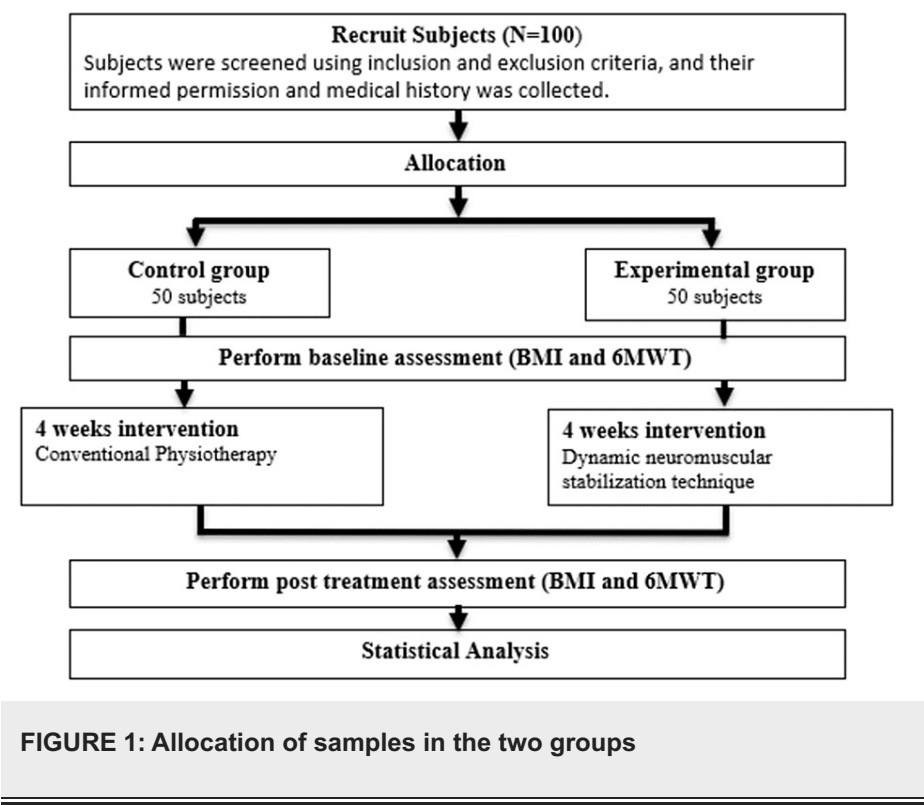 Recruit Subjects (N=100)
Subjects were screened using inclusion and exclusion criteria, and their
informed permission and medical history was collected.
Allocation
Control group
50 subjects
Experimental group
50 subjects
Perform baseline assessment (BMI and 6MWT)
4 weeks intervention
Conventional Physiotherapy
4 weeks intervention
Dynamic neuromuscular
stabilization technique
Perform post treatment assessment (BMI and 6MWT)
Statistical Analysis
FIGURE 1: Allocation of samples in the two groups